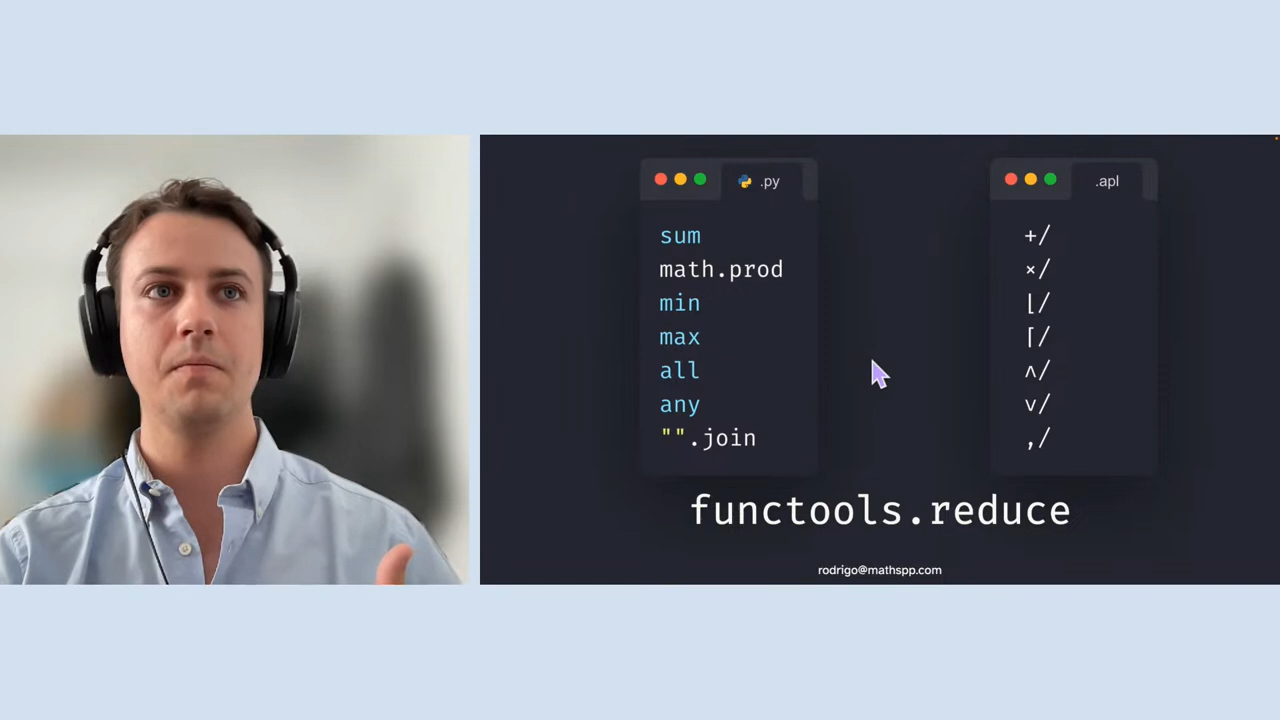 .py
sum
math.prod
min
max
all
any
"".join
.apl
+/
×/
⌊/
⌈/
∧/
∨/
,/
functools.reduce
rodrigo@mathspp.com